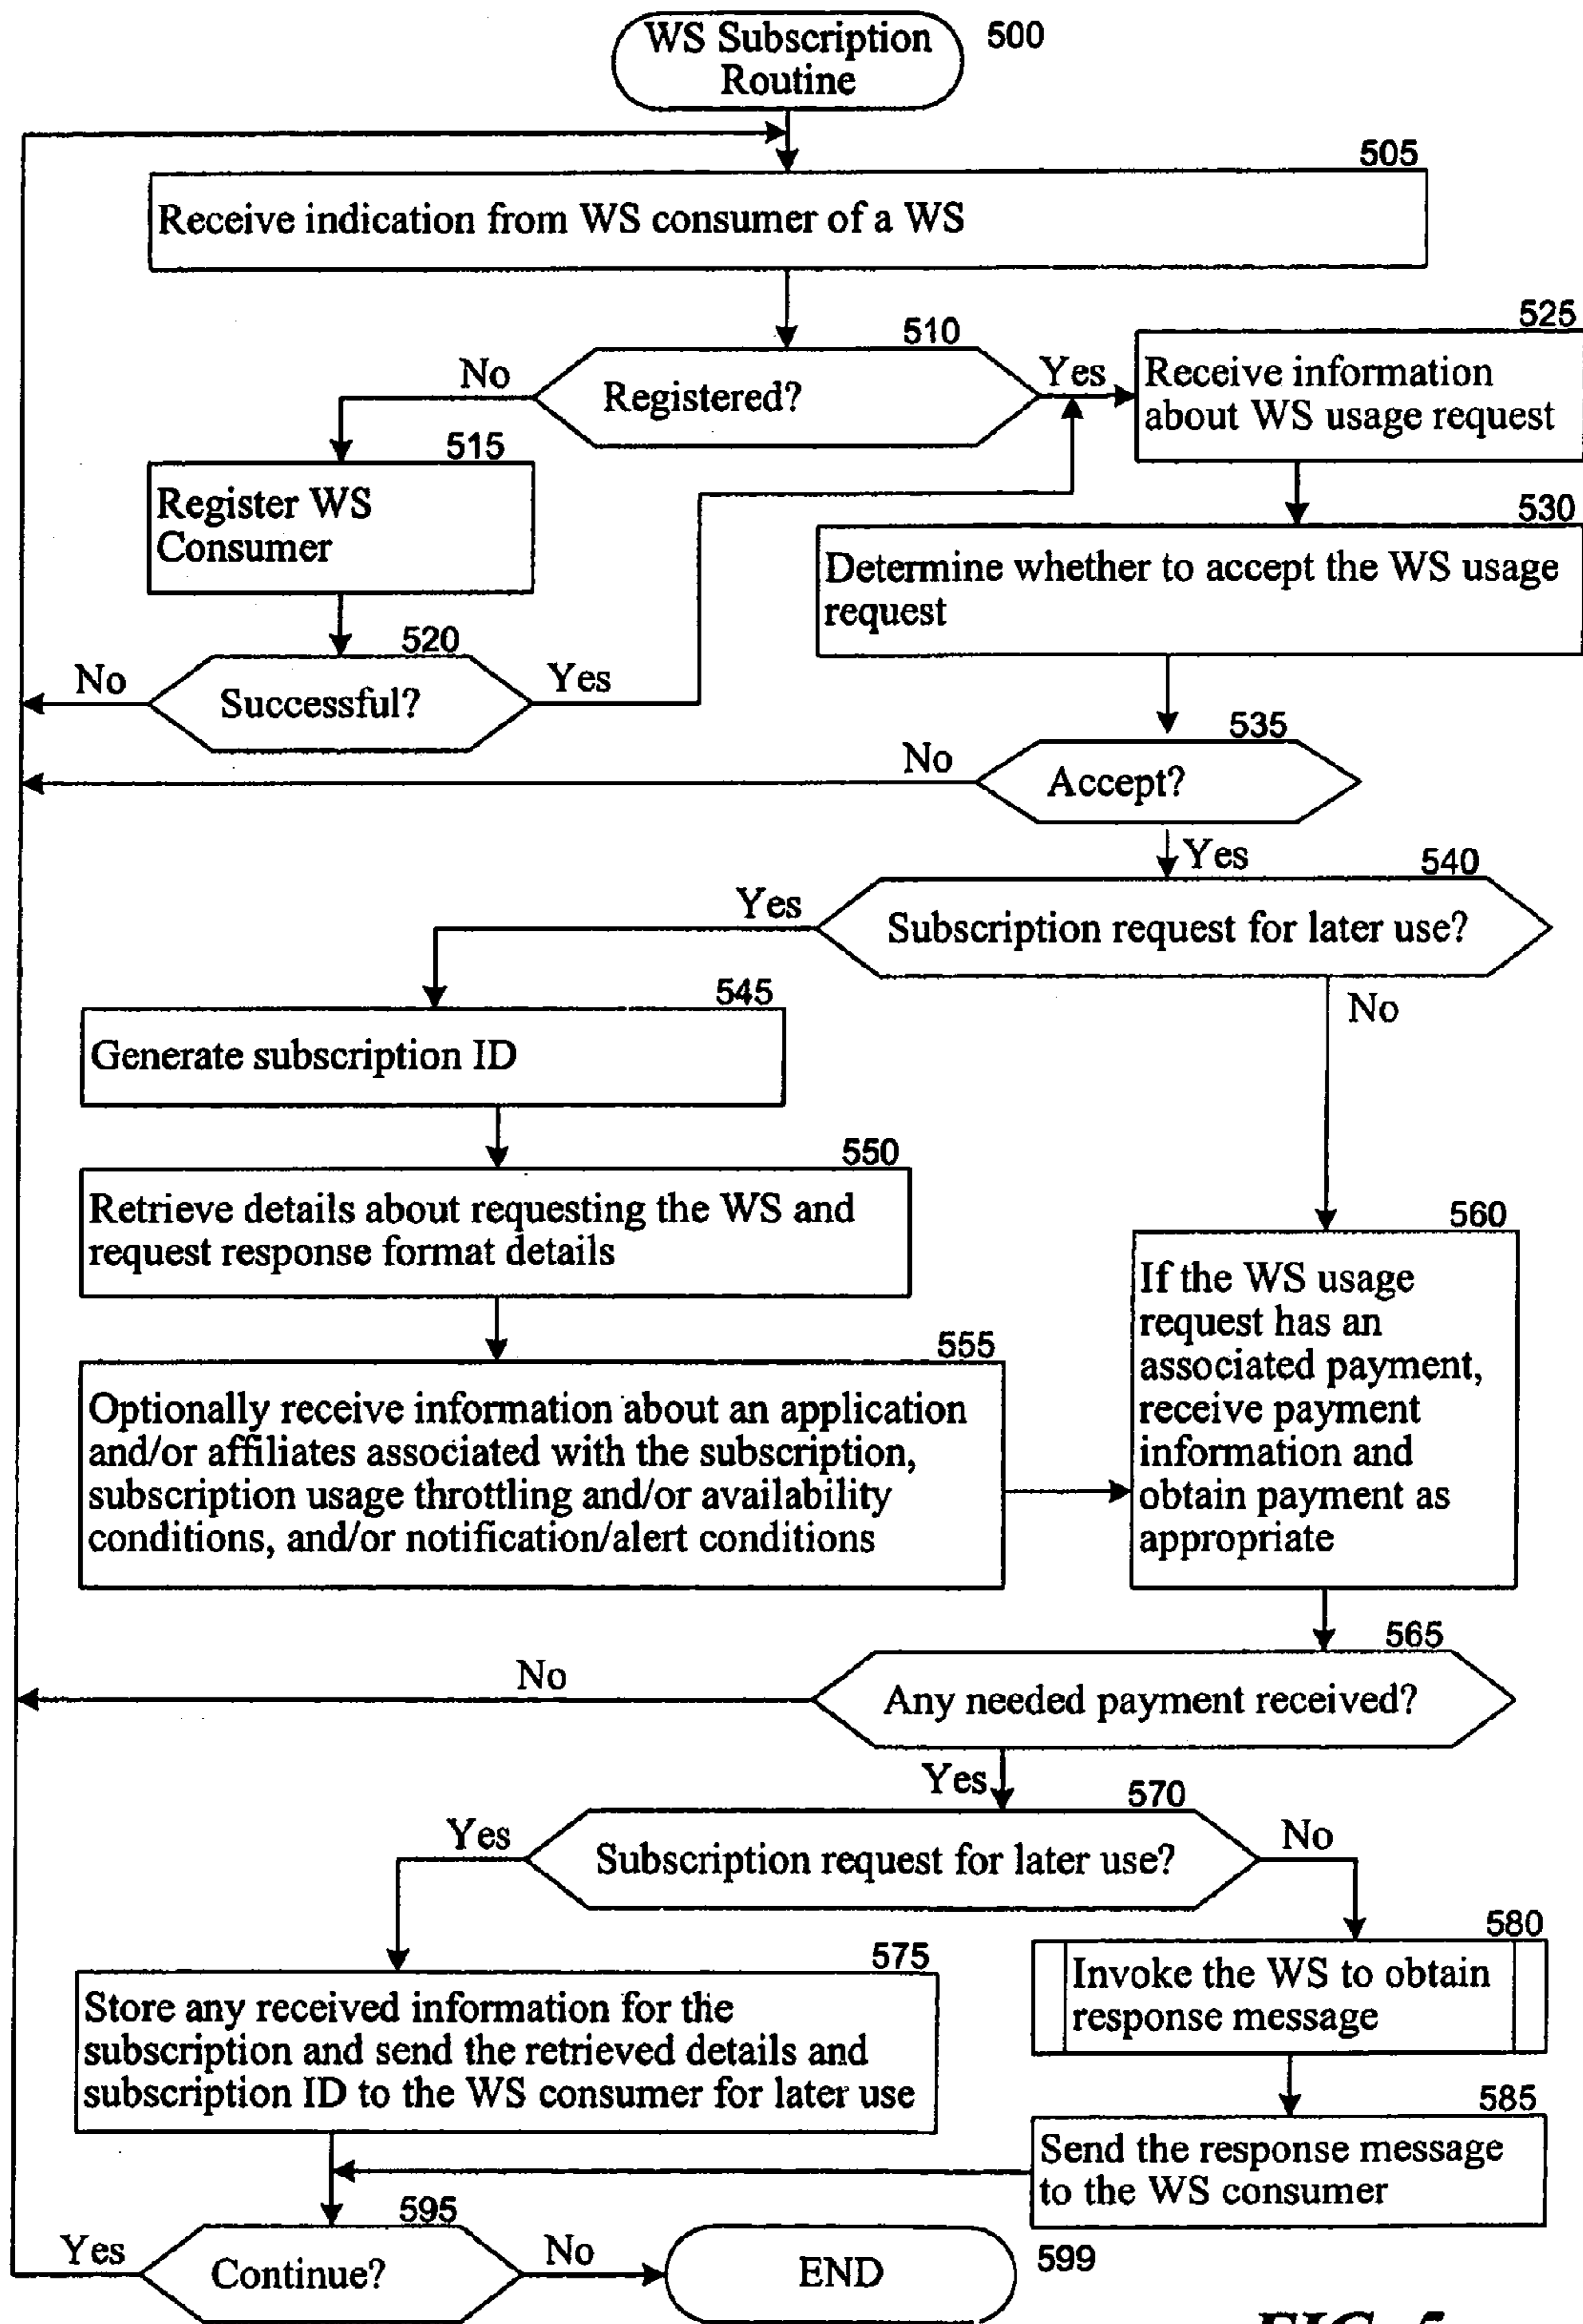 WS Subscription
Routine
500
505
Receive indication from WS consumer of a WS
510
Registered?
No
Yes
525
Receive information
about WS usage request
515
Register WS
Consumer
530
Determine whether to accept the WS usage
request
520
Successful?
No
Yes
535
Accept?
No
Yes
540
Subscription request for later use?
Yes
No
545
Generate subscription ID
550
Retrieve details about requesting the WS and
request response format details
555
Optionally receive information about an application
and/or affiliates associated with the subscription,
subscription usage throttling and/or availability
conditions, and/or notification/alert conditions
560
If the WS usage
request has an
associated payment,
receive payment
information and
obtain payment as
appropriate
565
Any needed payment received?
No
Yes
570
Subscription request for later use?
Yes
No
575
Store any received information for the
subscription and send the retrieved details and
subscription ID to the WS consumer for later use
580
Invoke the WS to obtain
response message
585
Send the response message
to the WS consumer
595
Continue?
Yes
No
END
599
FIG. 5